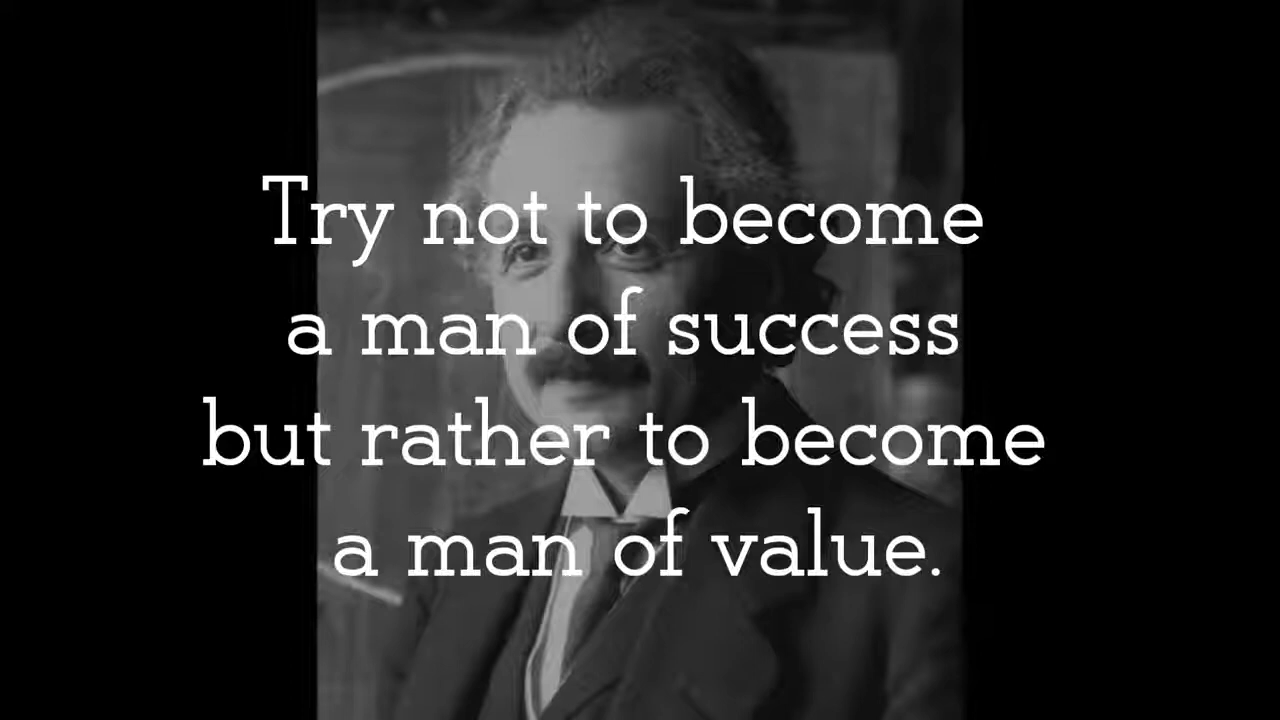 Try not to become
a man of success
but rather to become
a man of value.